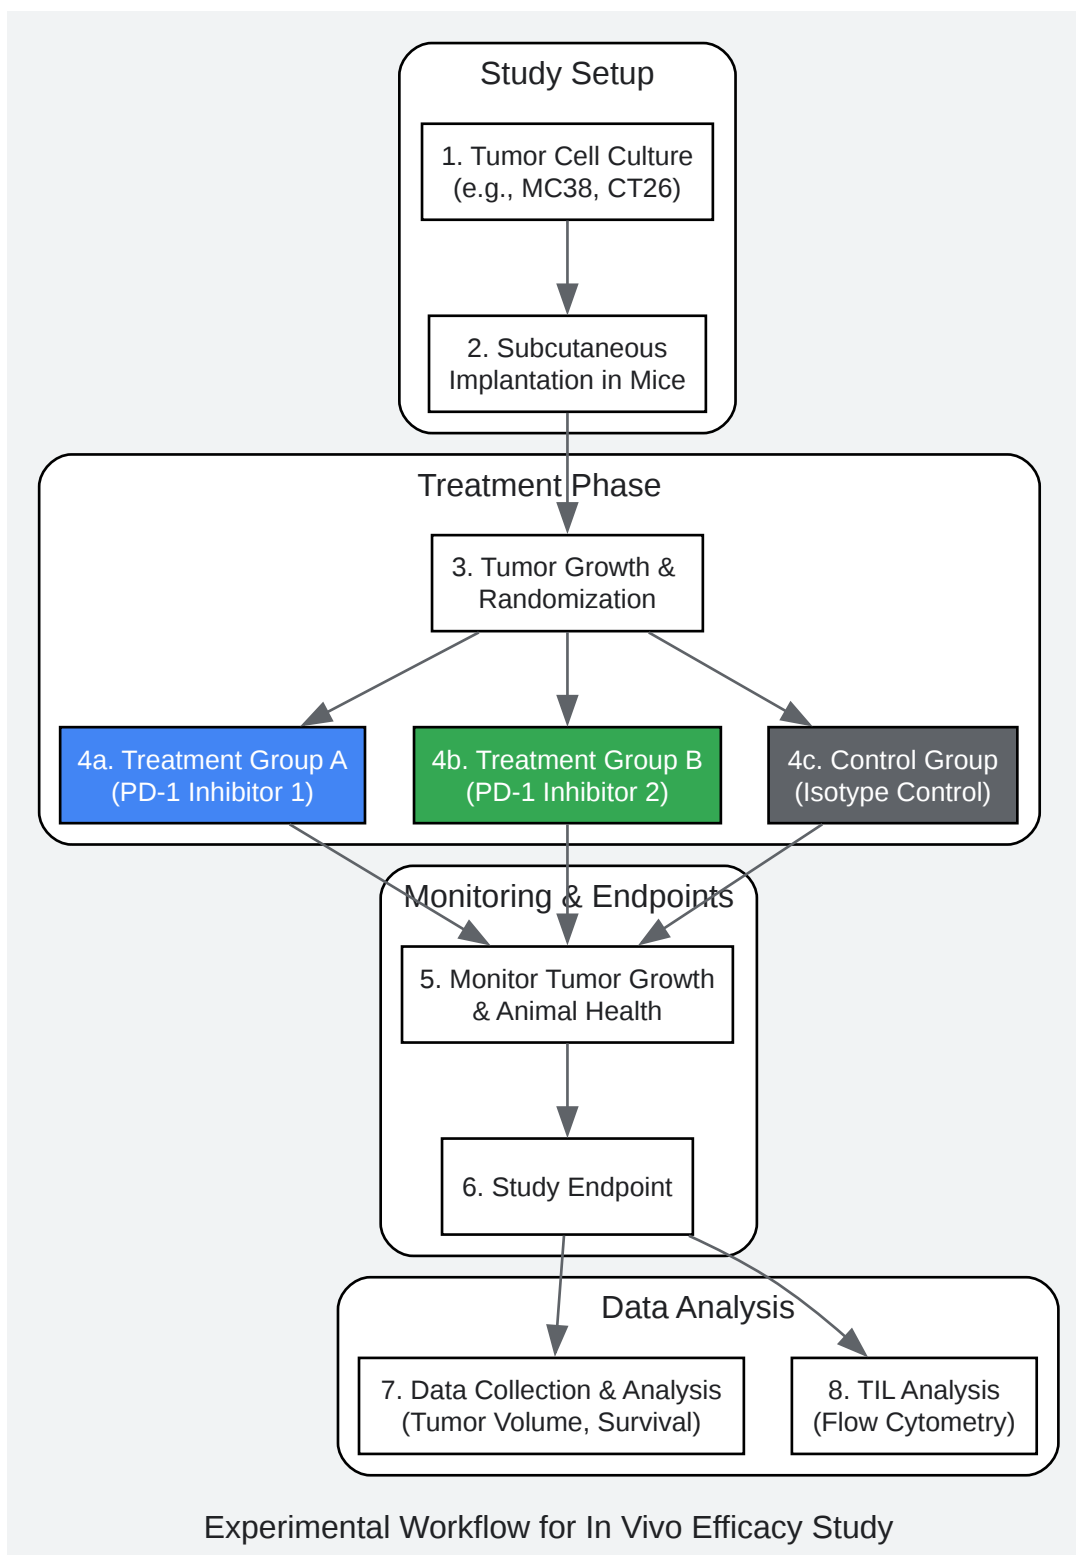 Study Setup
1. Tumor Cell Culture
(e.g., MC38, CT26)
2. Subcutaneous
Implantation in Mice
Treatment Phase
3. Tumor Growth &
Randomization
4a. Treatment Group A
(PD-1 Inhibitor 1)
4b. Treatment Group B
(PD-1 Inhibitor 2)
4c. Control Group
(Isotype Control)
Monitoring & Endpoints
5. Monitor Tumor Growth
& Animal Health
6. Study Endpoint
Data Analysis
7. Data Collection & Analysis
(Tumor Volume, Survival)
8. TIL Analysis
(Flow Cytometry)
Experimental Workflow for In Vivo Efficacy Study